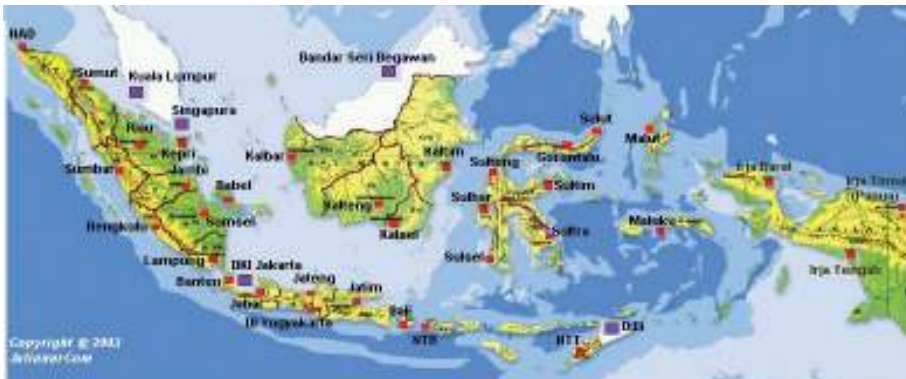 NAD
Sumut
Kuala Lumpur
Bandar Seri Begawan
Singapura
Riau
Kepri
Sumbar
Jambi
Babel
Bengkulu
Sumsel
Lampung
Banten
DKI Jakarta
Jabar
Jateng
DI Yogyakarta
Jatim
Bali
NTB
NTT
Kalbar
Kalteng
Kalsel
Kaltim
Sulut
Gorontalo
Sulteng
Sultim
Sulbar
Sultra
Sulsel
Malut
Maluku
Irja Barat
Irja Timur
(Papua)
Irja Tengah
Copyright © 2003